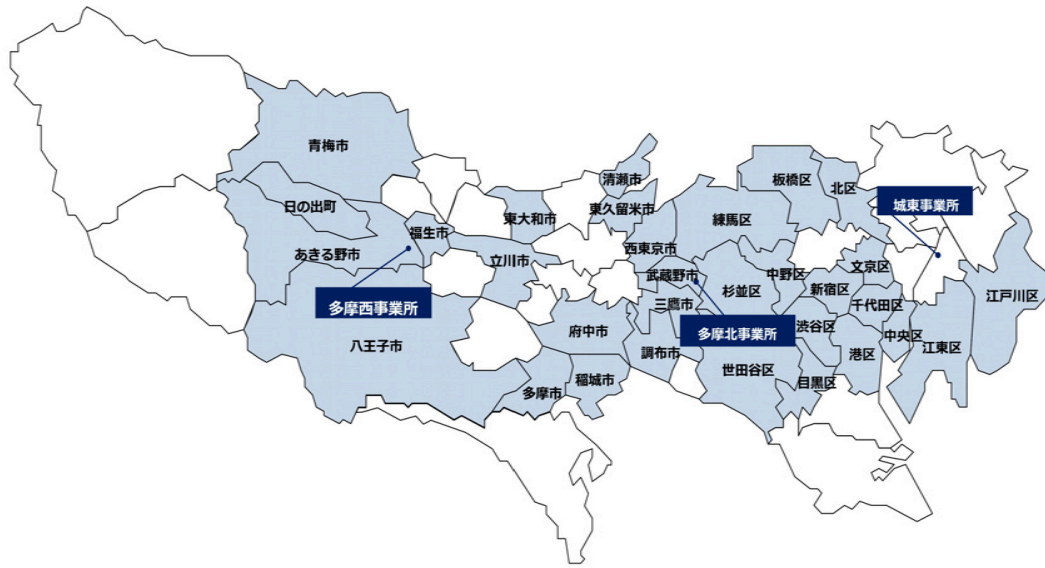 青梅市
清瀬市
板橋区
北区
日の出町
東大和市
東久留米市
練馬区
城東事業所
福生市
あきる野市
立川市
西東京市
武蔵野市
杉並区
中野区
新宿区
文京区
江戸川区
多摩西事業所
三鷹市
千代田区
八王子市
府中市
多摩北事業所
渋谷区
中央区
調布市
世田谷区
港区
江東区
多摩市
稲城市
目黒区